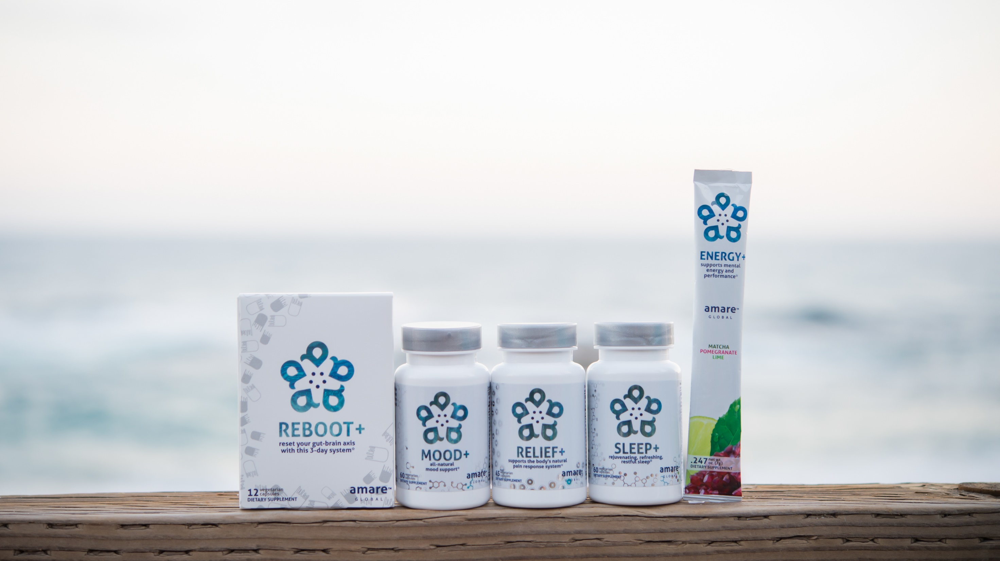 REBOOT+
reset your gut-brain axis
with this 3-day system*
12 vegetarian
capsules
DIETARY SUPPLEMENT
amare™
GLOBAL
MOOD+
all-natural
mood support*
60 vegetarian
capsules
DIETARY SUPPLEMENT
amare
GLOBAL
RELIEF+
supports the body's natural
pain response system*
45 vegetarian
capsules
DIETARY SUPPLEMENT
amare
GLOBAL
SLEEP+
rejuvenating, refreshing,
restful sleep*
60 vegetarian
capsules
DIETARY SUPPLEMENT
amare
GLOBAL
ENERGY+
supports mental
energy and
performance*
amare™
GLOBAL
MATCHA
POMEGRANATE
LIME
.247 net wt.
oz. (7g)
DIETARY SUPPLEMENT